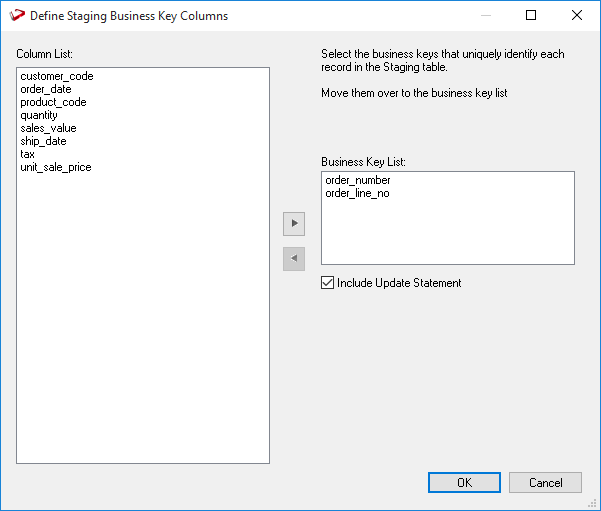 Define Staging Business Key Columns
Column List:
customer_code
order_date
product_code
quantity
sales_value
ship_date
tax
unit_sale_price
Select the business keys that uniquely identify each
record in the Staging table.
Move them over to the business key list
Business Key List:
order_number
order_line_no
Include Update Statement
OK
Cancel